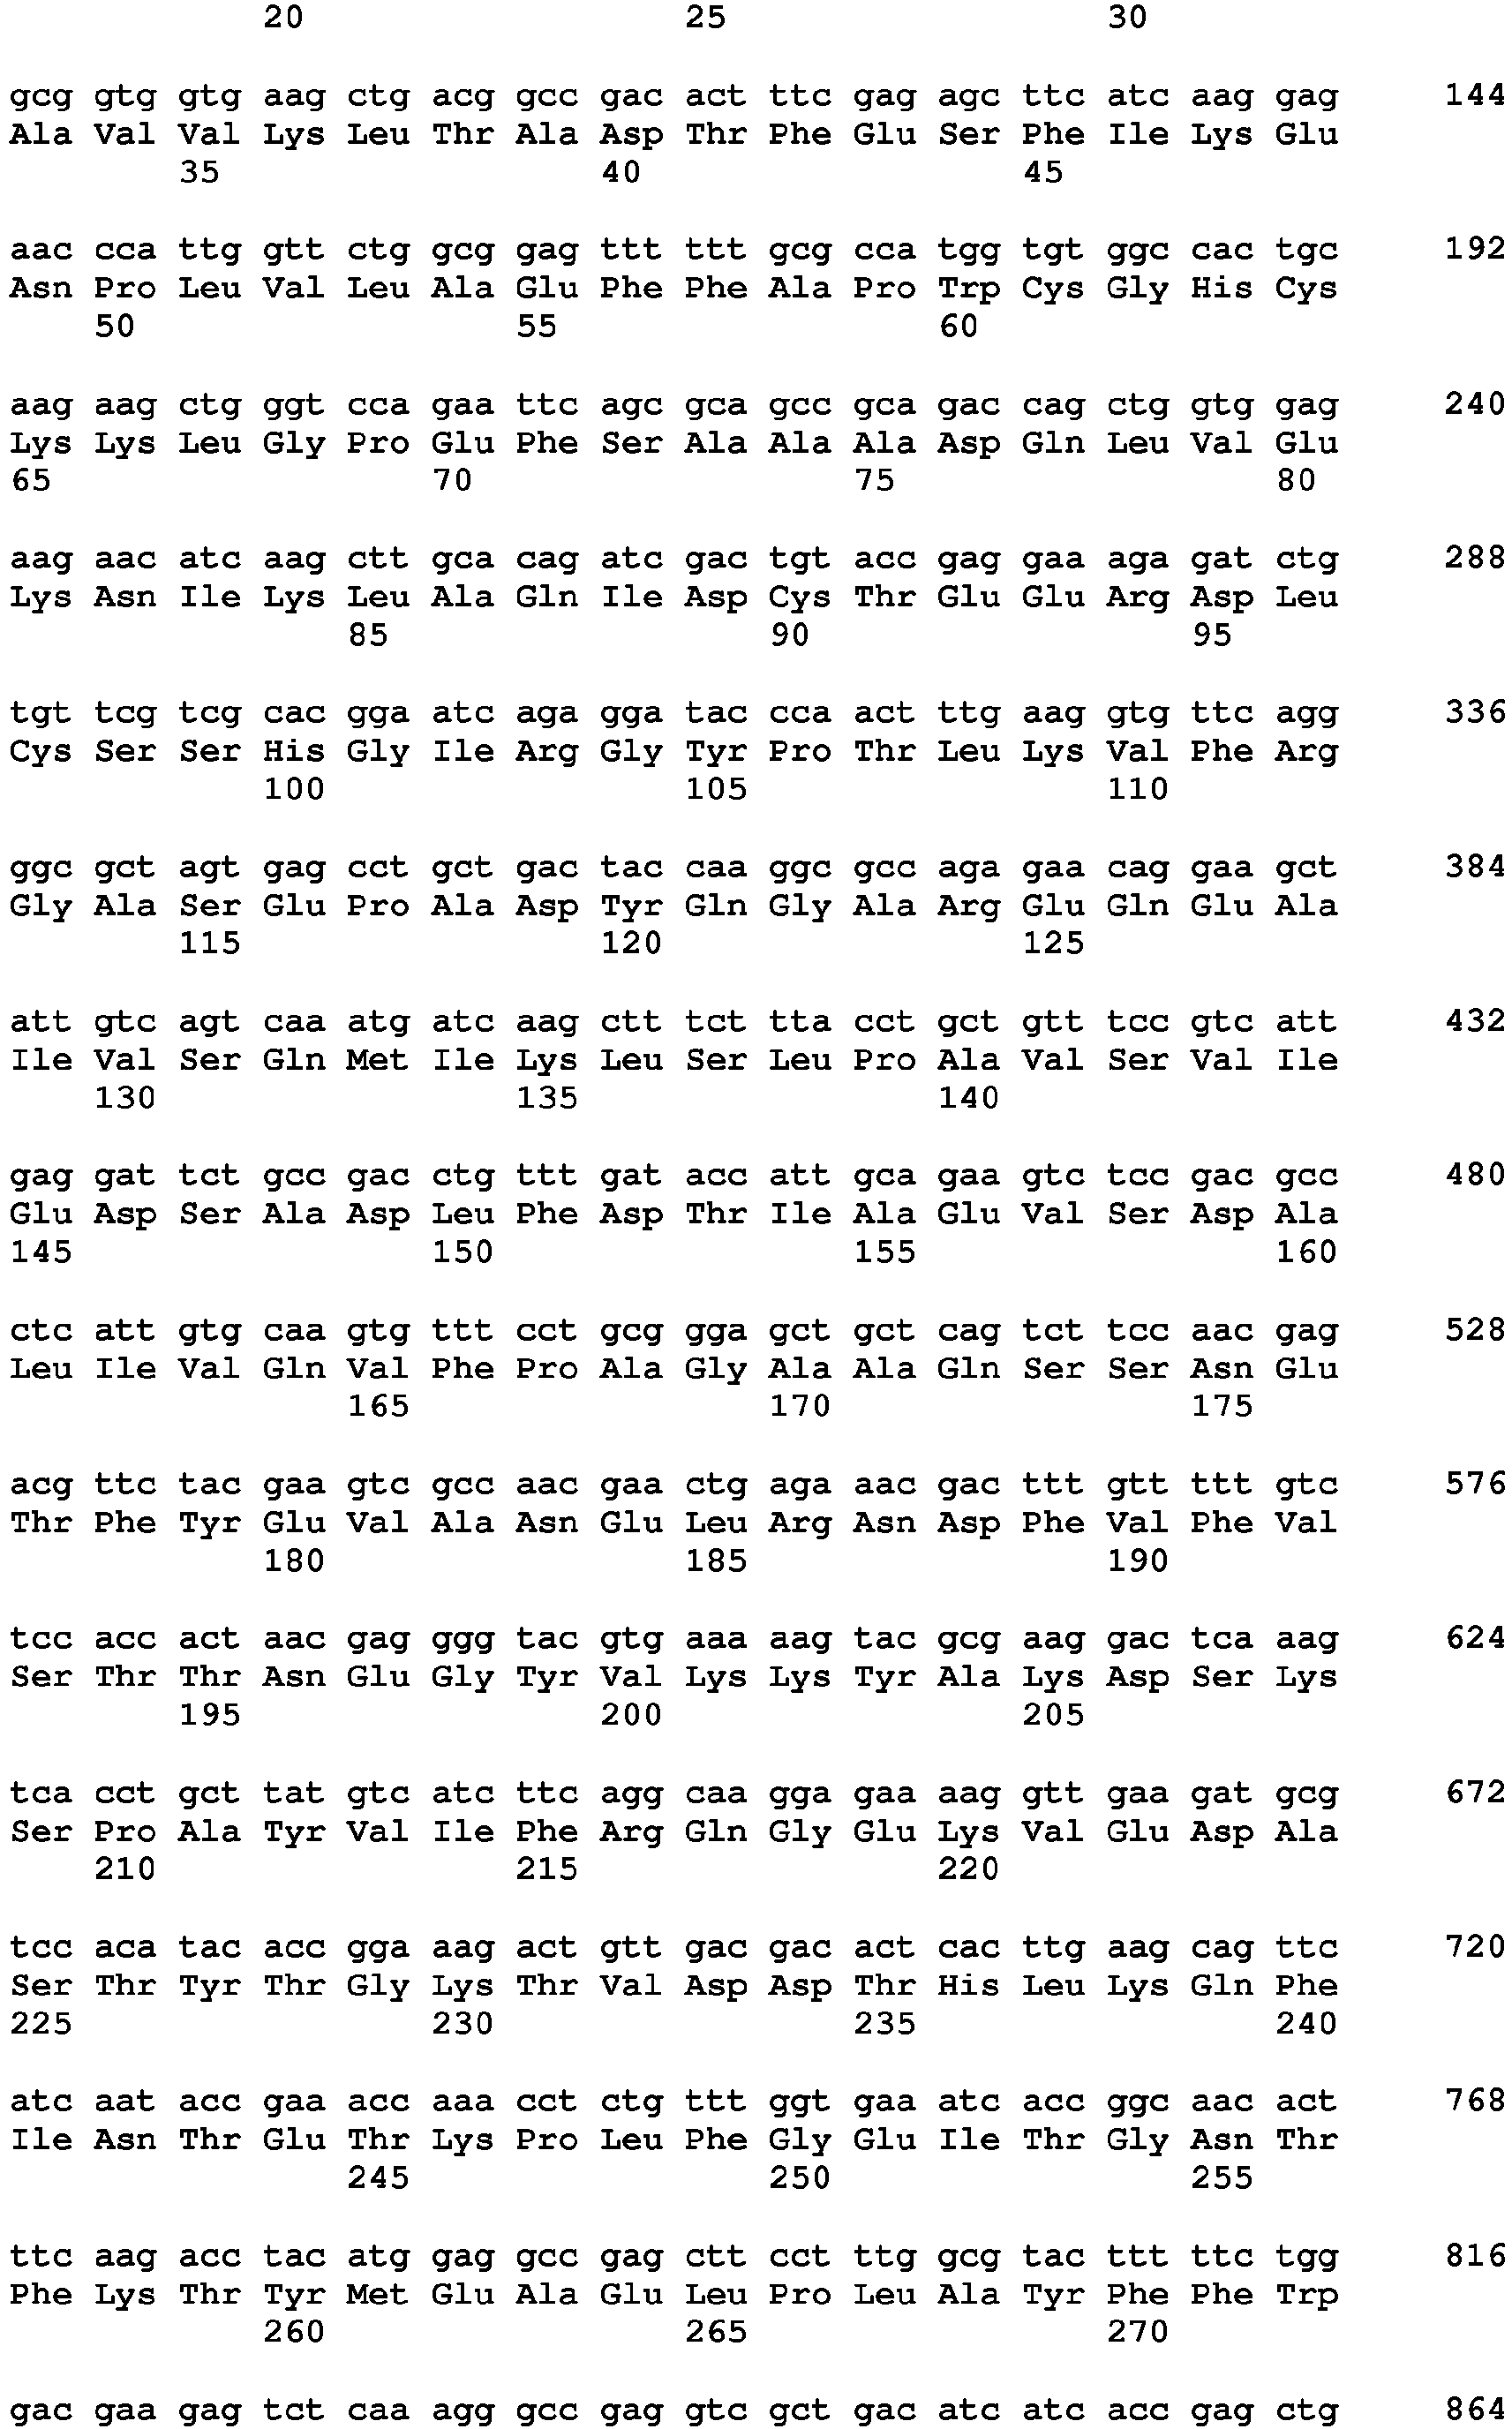 20 25 30
gcg gtg gtg aag ctg acg gcc gac act ttc gag agc ttc atc aag gag 144
Ala Val Val Lys Leu Thr Ala Asp Thr Phe Glu Ser Phe Ile Lys Glu
35 40 45
aac cca ttg gtt ctg gcg gag ttt ttt gcg cca tgg tgt ggc cac tgc 192
Asn Pro Leu Val Leu Ala Glu Phe Phe Ala Pro Trp Cys Gly His Cys
50 55 60
aag aag ctg ggt cca gaa ttc agc gca gcc gca gac cag ctg gtg gag 240
Lys Lys Leu Gly Pro Glu Phe Ser Ala Ala Ala Asp Gln Leu Val Glu
65 70 75 80
aag aac atc aag ctt gca cag atc gac tgt acc gag gaa aga gat ctg 288
Lys Asn Ile Lys Leu Ala Gln Ile Asp Cys Thr Glu Glu Arg Asp Leu
85 90 95
tgt tcg tcg cac gga atc aga gga tac cca act ttg aag gtg ttc agg 336
Cys Ser Ser His Gly Ile Arg Gly Tyr Pro Thr Leu Lys Val Phe Arg
100 105 110
ggc gct agt gag cct gct gac tac caa ggc gcc aga gaa cag gaa gct 384
Gly Ala Ser Glu Pro Ala Asp Tyr Gln Gly Ala Arg Glu Gln Glu Ala
115 120 125
att gtc agt caa atg atc aag ctt tct tta cct gct gtt tcc gtc att 432
Ile Val Ser Gln Met Ile Lys Leu Ser Leu Pro Ala Val Ser Val Ile
130 135 140
gag gat tct gcc gac ctg ttt gat acc att gca gaa gtc tcc gac gcc 480
Glu Asp Ser Ala Asp Leu Phe Asp Thr Ile Ala Glu Val Ser Asp Ala
145 150 155 160
ctc att gtg caa gtg ttt cct gcg gga gct gct cag tct tcc aac gag 528
Leu Ile Val Gln Val Phe Pro Ala Gly Ala Ala Gln Ser Ser Asn Glu
165 170 175
acg ttc tac gaa gtc gcc aac gaa ctg aga aac gac ttt gtt ttt gtc 576
Thr Phe Tyr Glu Val Ala Asn Glu Leu Arg Asn Asp Phe Val Phe Val
180 185 190
tcc acc act aac gag ggg tac gtg aaa aag tac gcg aag gac tca aag 624
Ser Thr Thr Asn Glu Gly Tyr Val Lys Lys Tyr Ala Lys Asp Ser Lys
195 200 205
tca cct gct tat gtc atc ttc agg caa gga gaa aag gtt gaa gat gcg 672
Ser Pro Ala Tyr Val Ile Phe Arg Gln Gly Glu Lys Val Glu Asp Ala
210 215 220
tcc aca tac acc gga aag act gtt gac gac act cac ttg aag cag ttc 720
Ser Thr Tyr Thr Gly Lys Thr Val Asp Asp Thr His Leu Lys Gln Phe
225 230 235 240
atc aat acc gaa acc aaa cct ctg ttt ggt gaa atc acc ggc aac act 768
Ile Asn Thr Glu Thr Lys Pro Leu Phe Gly Glu Ile Thr Gly Asn Thr
245 250 255
ttc aag acc tac atg gag gcc gag ctt cct ttg gcg tac ttt ttc tgg 816
Phe Lys Thr Tyr Met Glu Ala Glu Leu Pro Leu Ala Tyr Phe Phe Trp
260 265 270
gac gaa gag tct caa agg gcc gag gtc gct gac atc atc acc gag ctg 864